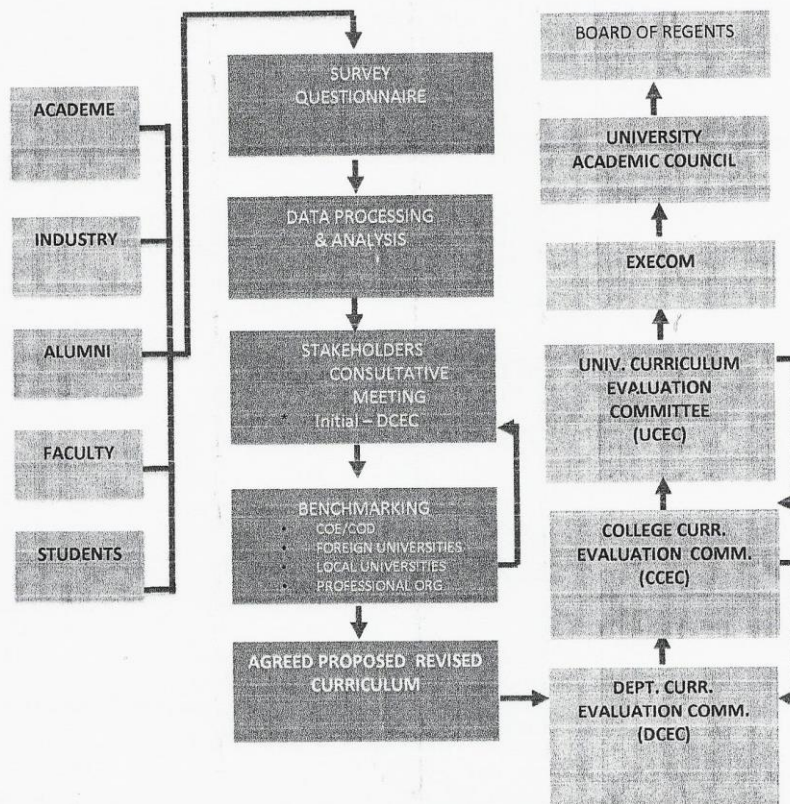 ACADEME
INDUSTRY
ALUMNI
FACULTY
STUDENTS
SURVEY
QUESTIONNAIRE
DATA PROCESSING
& ANALYSIS
STAKEHOLDERS
CONSULTATIVE
MEETING
* Initial – DCEC
BENCHMARKING
• COE/COD
• FOREIGN UNIVERSITIES
• LOCAL UNIVERSITIES
• PROFESSIONAL ORG
AGREED PROPOSED REVISED
CURRICULUM
BOARD OF REGENTS
UNIVERSITY
ACADEMIC COUNCIL
EXECOM
UNIV. CURRICULUM
EVALUATION
COMMITTEE
(UCEC)
COLLEGE CURR.
EVALUATION COMM.
(CCEC)
DEPT. CURR.
EVALUATION COMM.
(DCEC)